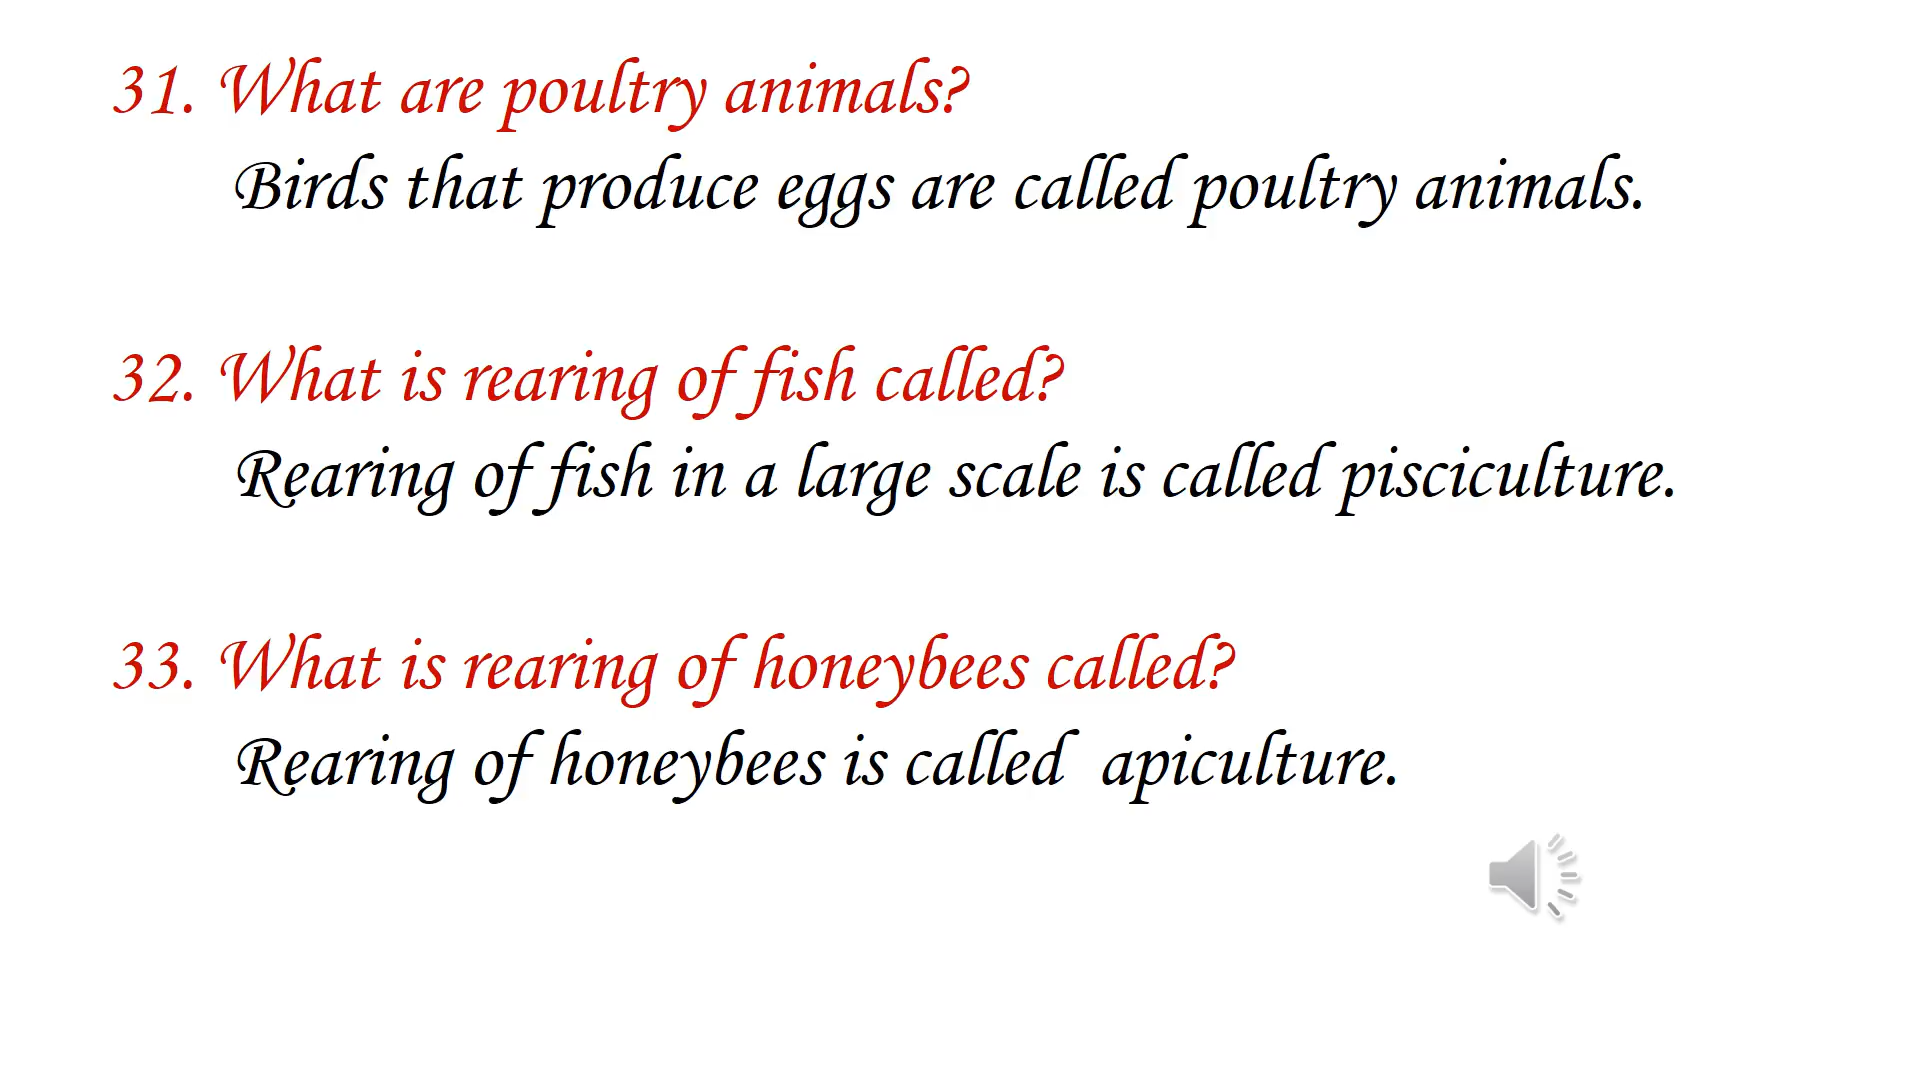 31. What are poultry animals?
Birds that produce eggs are called poultry animals.
32. What is rearing of fish called?
Rearing of fish in a large scale is called pisciculture.
33. What is rearing of honeybees called?
Rearing of honeybees is called  apiculture.